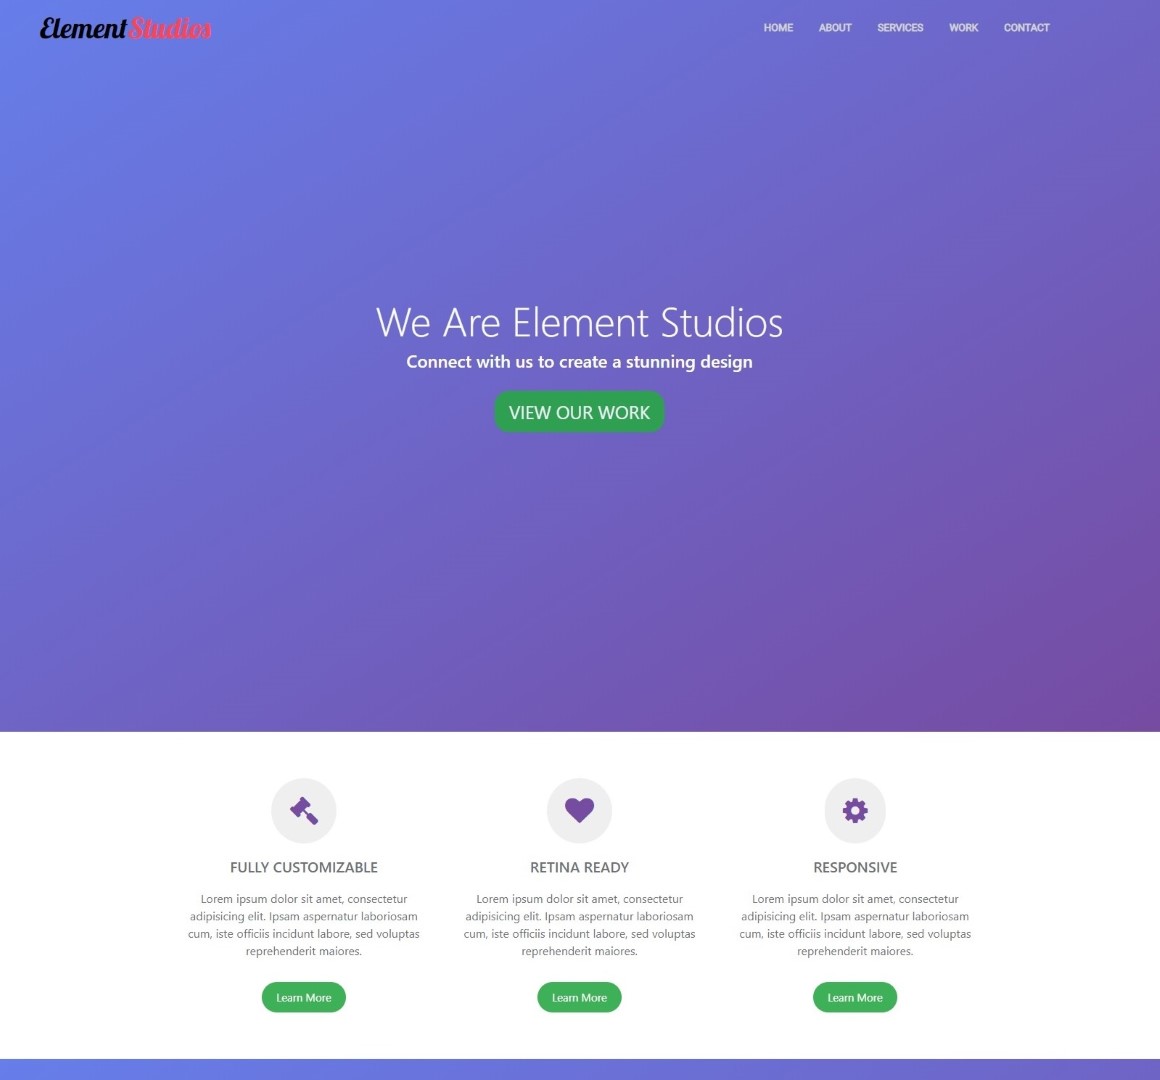 ElementStudios
HOME ABOUT SERVICES WORK CONTACT
We Are Element Studios
Connect with us to create a stunning design
VIEW OUR WORK
FULLY CUSTOMIZABLE
Lorem ipsum dolor sit amet, consectetur
adipisicing elit. Ipsam aspernatur laboriosam
cum, iste officiis incidunt labore, sed voluptas
reprehenderit maiores.
Learn More
RETINA READY
Lorem ipsum dolor sit amet, consectetur
adipisicing elit. Ipsam aspernatur laboriosam
cum, iste officiis incidunt labore, sed voluptas
reprehenderit maiores.
Learn More
RESPONSIVE
Lorem ipsum dolor sit amet, consectetur
adipisicing elit. Ipsam aspernatur laboriosam
cum, iste officiis incidunt labore, sed voluptas
reprehenderit maiores.
Learn More